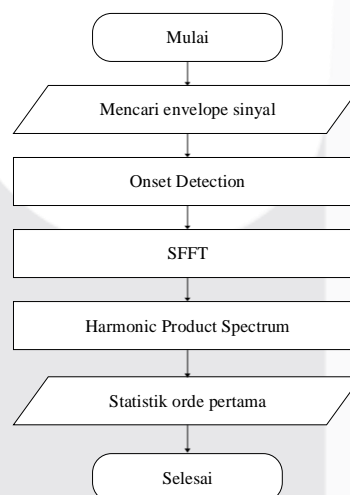 Mulai
Mencari envelope sinyal
Onset Detection
SFFT
Harmonic Product Spectrum
Statistik orde pertama
Selesai